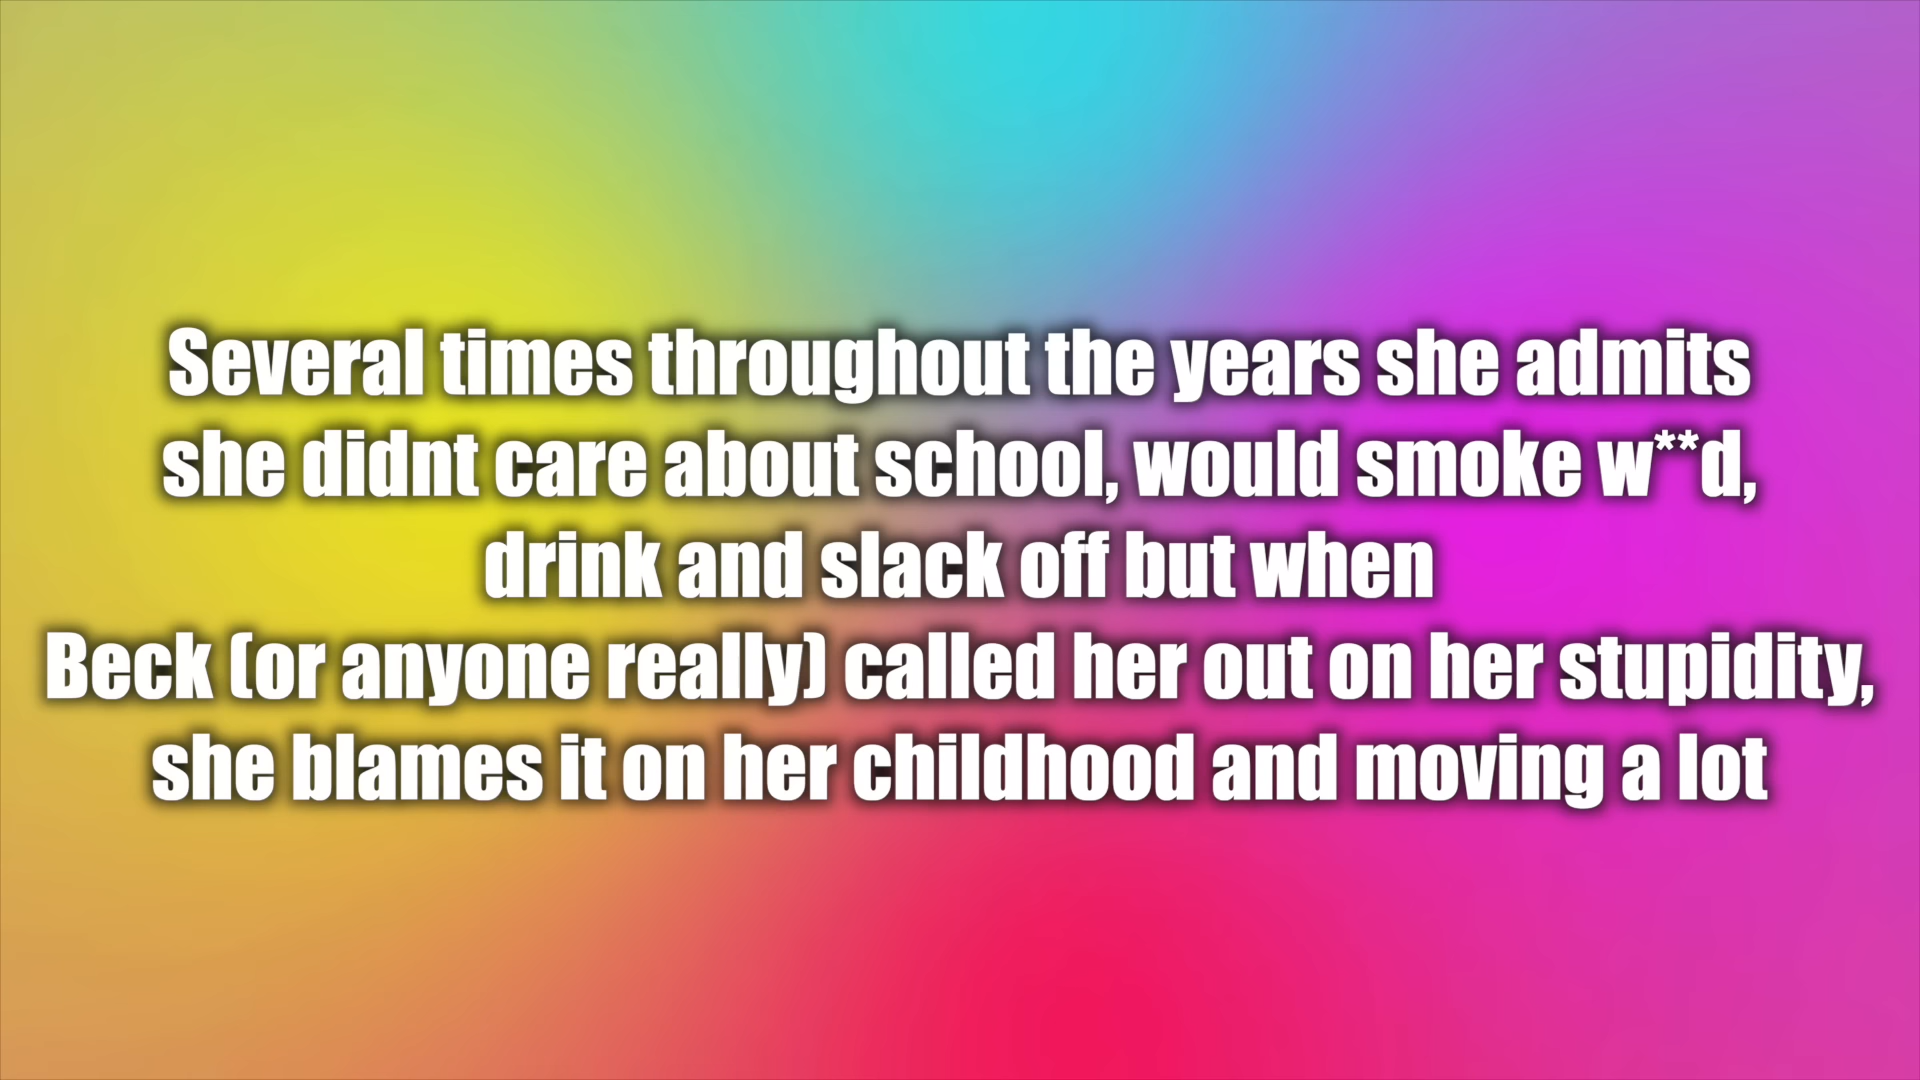 Several times throughout the years she admits
she didnt care about school, would smoke w**d,
drink and slack off but when
Beck (or anyone really) called her out on her stupidity,
she blames it on her childhood and moving a lot